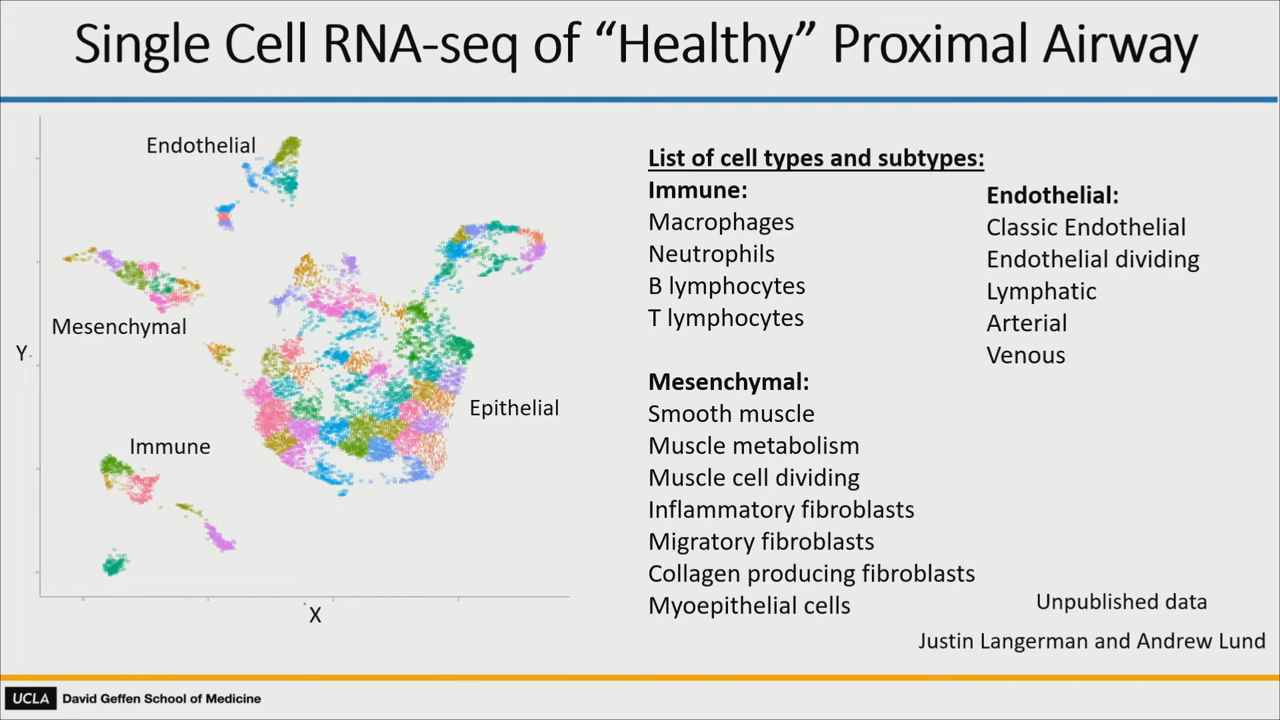 Single Cell RNA-seq of “Healthy” Proximal Airway
Endothelial
Mesenchymal
Y
Epithelial
Immune
X
List of cell types and subtypes:
Immune:
Macrophages
Neutrophils
B lymphocytes
T lymphocytes
Mesenchymal:
Smooth muscle
Muscle metabolism
Muscle cell dividing
Inflammatory fibroblasts
Migratory fibroblasts
Collagen producing fibroblasts
Myoepithelial cells
Endothelial:
Classic Endothelial
Endothelial dividing
Lymphatic
Arterial
Venous
Unpublished data
Justin Langerman and Andrew Lund
UCLA David Geffen School of Medicine